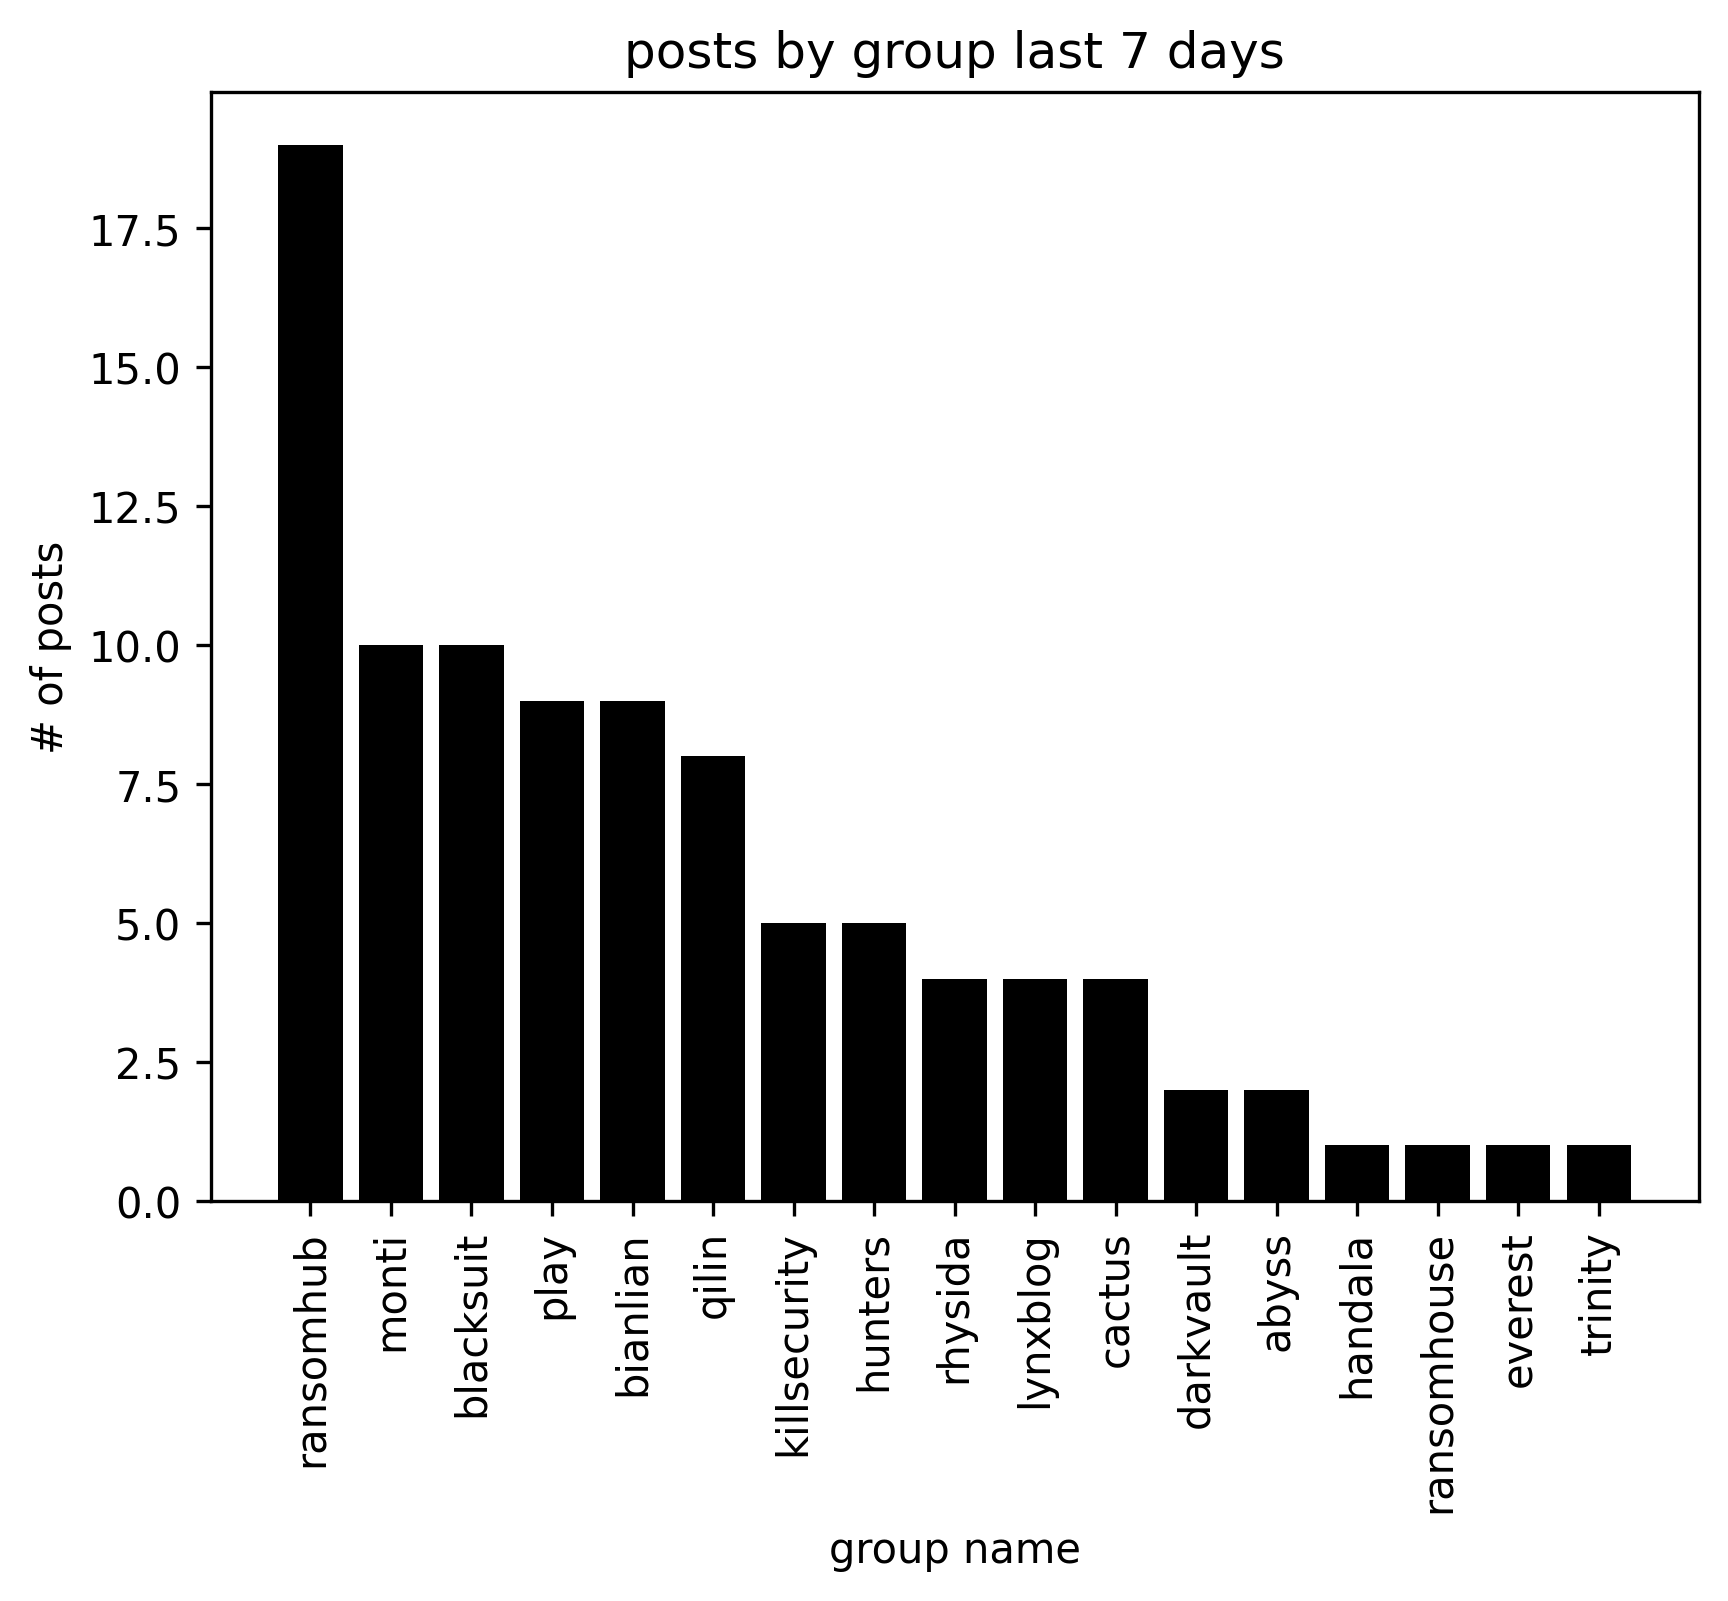 posts by group last 7 days
# of posts
17.5
15.0
12.5
10.0
7.5
5.0
2.5
0.0
ransomhub
monti
blacksuit
play
bianlian
qilin
killsecurity
hunters
rhysida
lynxblog
cactus
darkvault
abyss
handala
ransomhouse
everest
trinity
group name